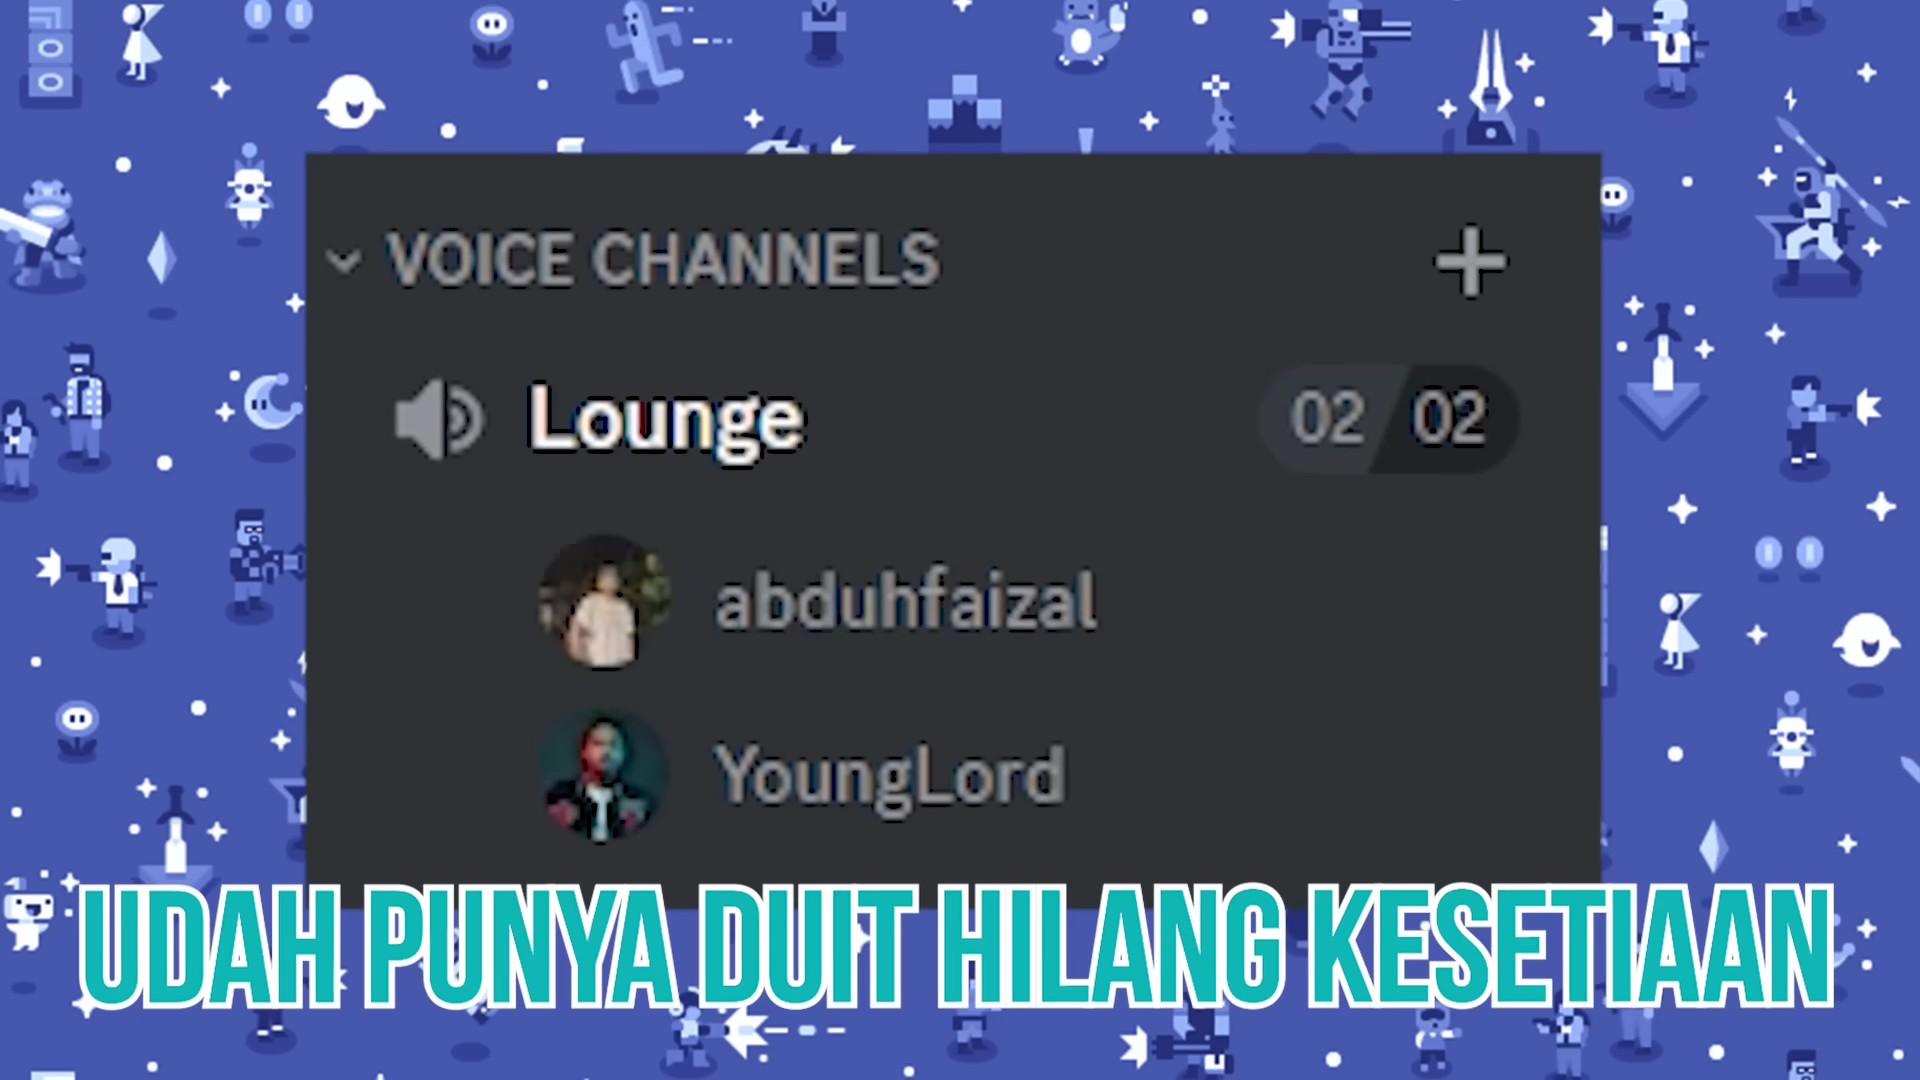 VOICE CHANNELS
Lounge 02 02
abduhfaizal
YoungLord
UDAH PUNYA DUIT HILANG KESETIAAN